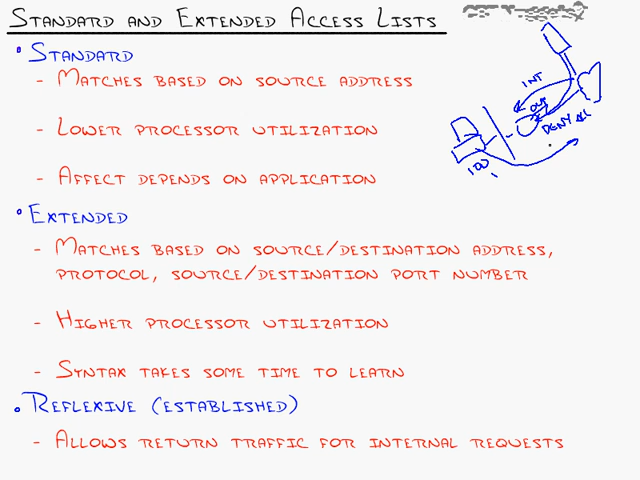 Standard and Extended Access Lists
• Standard
- Matches based on source address
- Lower processor utilization
- Affect depends on application
• Extended
- Matches based on source/destination address,
protocol, source/destination port number
- Higher processor utilization
- Syntax takes some time to learn
• Reflexive (established)
- Allows return traffic for internal requests
INT
OUT
DENY ALL